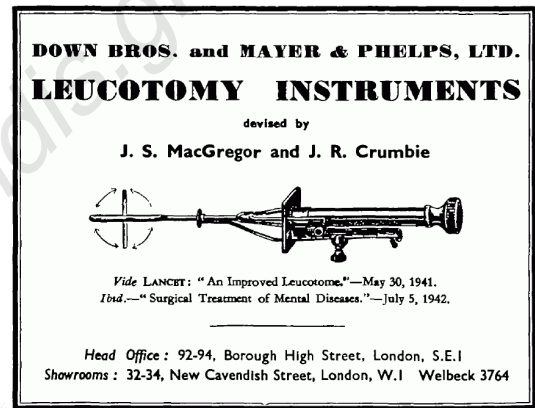 DOWN BROS. and MAYER & PHELPS, LTD.
LEUCOTOMY INSTRUMENTS
devised by
J. S. MacGregor and J. R. Crumbie
Vide LANCET: "An Improved Leucotome."—May 30, 1941.
Ibid.—"Surgical Treatment of Mental Diseases."—July 5, 1942.
Head Office : 92-94, Borough High Street, London, S.E.1
Showrooms : 32-34, New Cavendish Street, London, W.1 Welbeck 3764